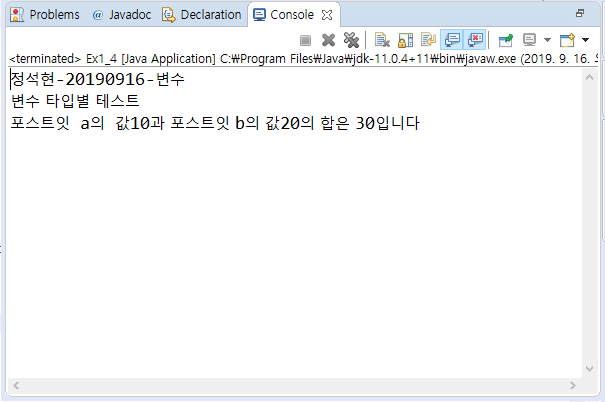 Problems @ Javadoc Declaration Console
<terminated> Ex1_4 [Java Application] C:₩Program Files₩Java₩jdk-11.0.4+11₩bin₩javaw.exe (2019. 9. 16.
정석현-20190916-변수
변수 타입별 테스트
포스트잇 a의 값10과 포스트잇 b의 값20의 합은 30입니다